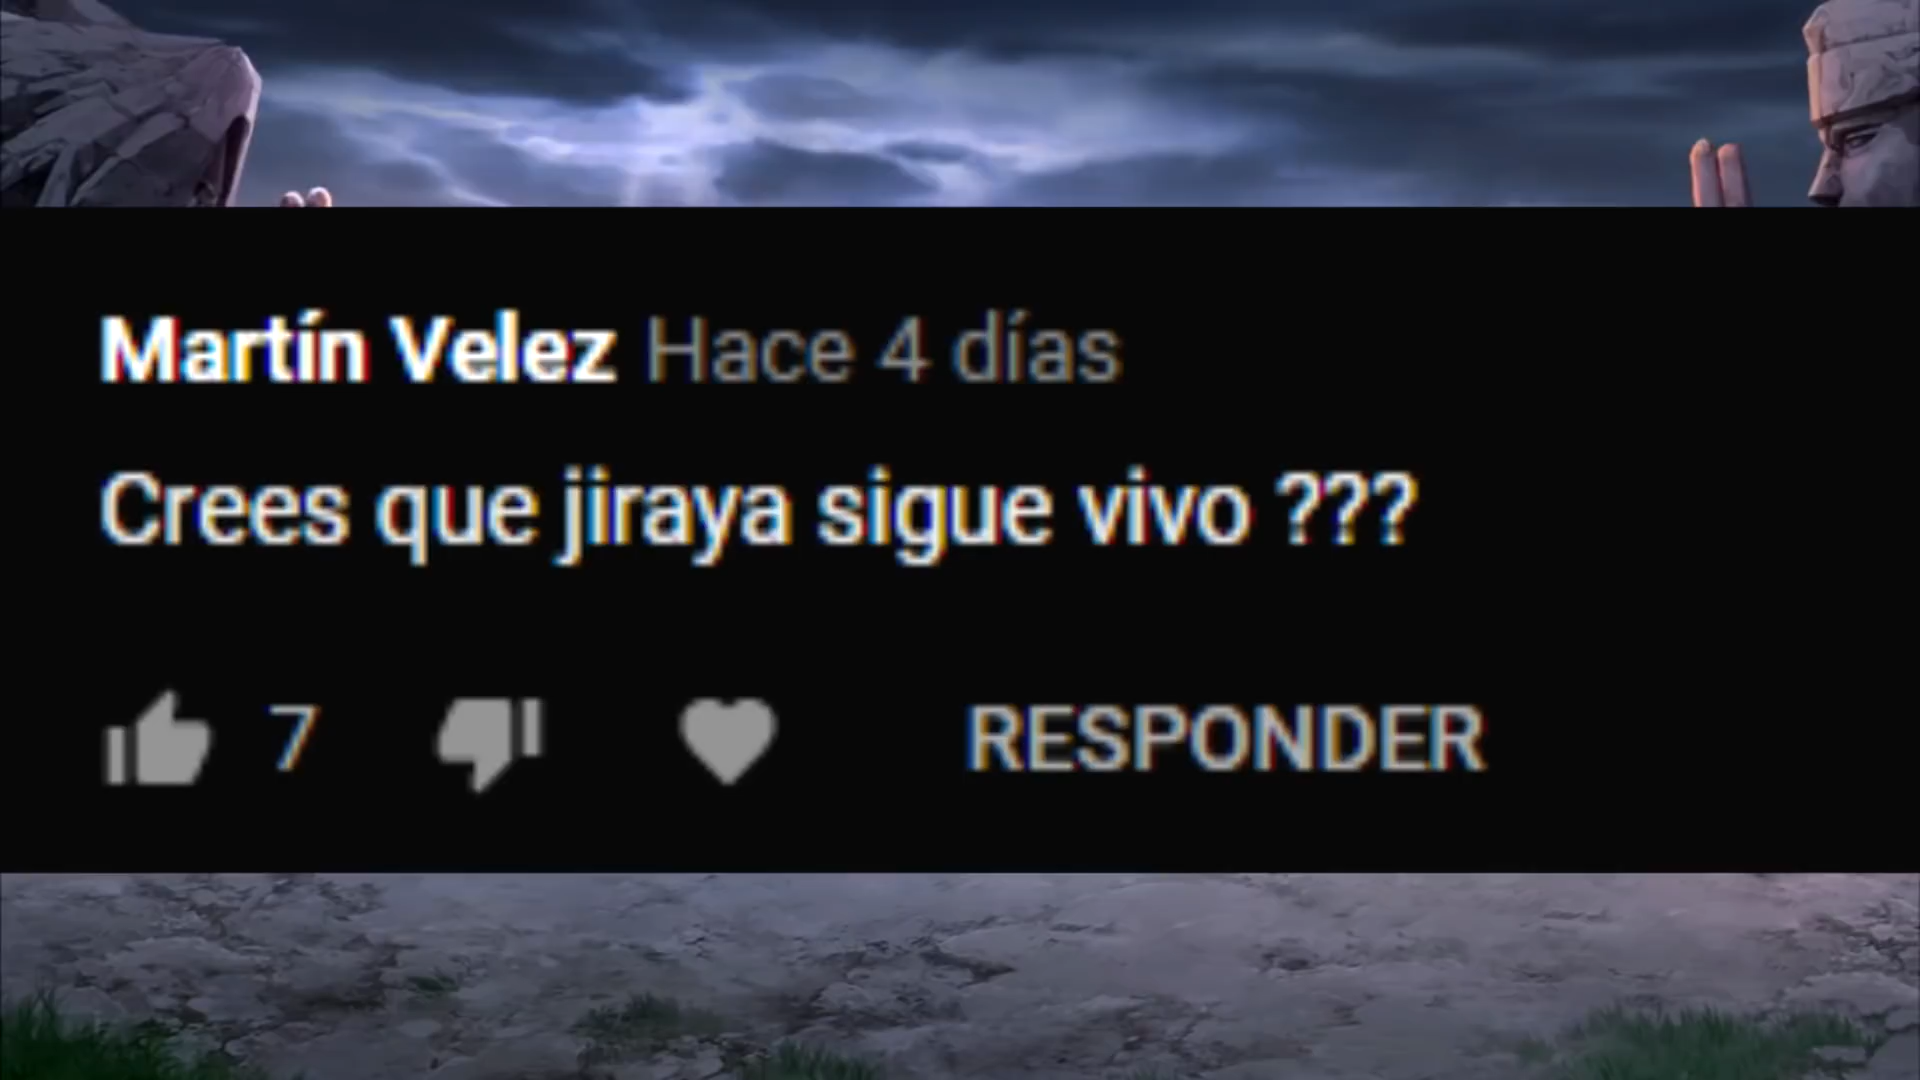 Martín Velez Hace 4 días
Crees que jiraya sigue vivo ???
7 RESPONDER